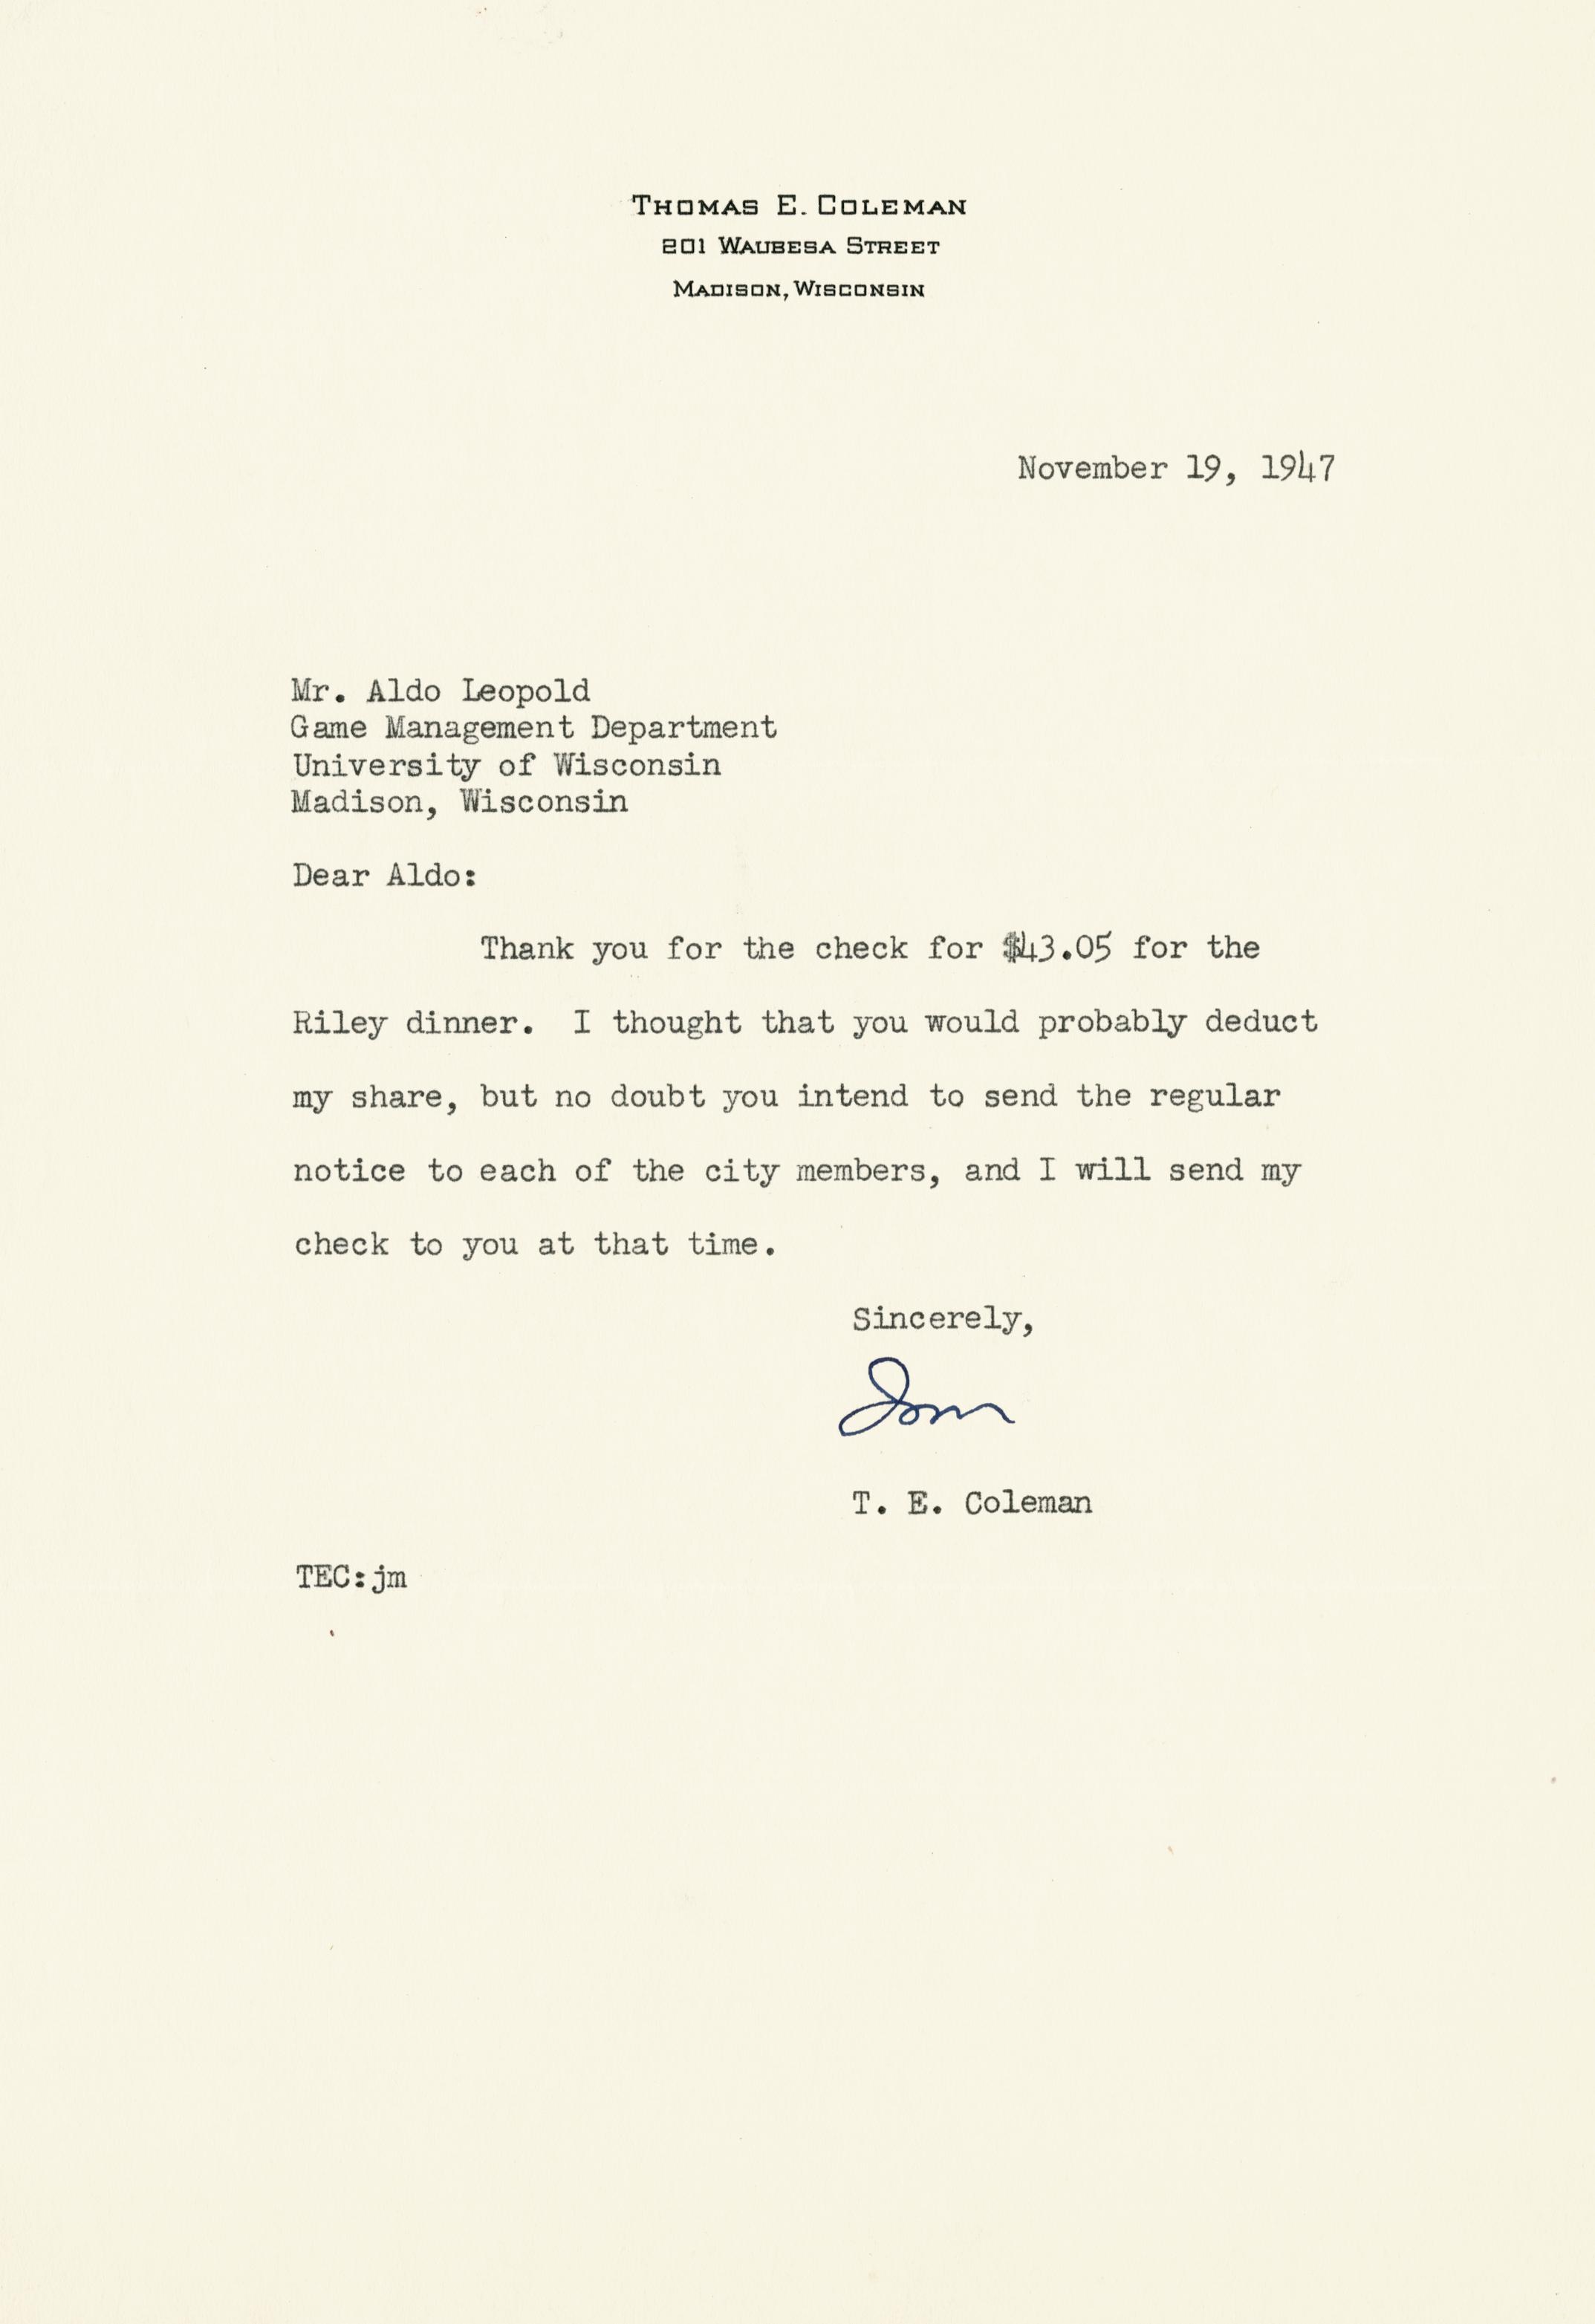 THOMAS E. COLEMAN
201 WAUBESA STREET
MADISON, WISCONSIN
November 19, 1947
Mr. Aldo Leopold
Game Management Department
University of Wisconsin
Madison, Wisconsin
Dear Aldo:
Thank you for the check for $43.05 for the
Riley dinner. I thought that you would probably deduct
my share, but no doubt you intend to send the regular
notice to each of the city members, and I will send my
check to you at that time.
Sincerely,
Tom
T. E. Coleman
TEC:jm